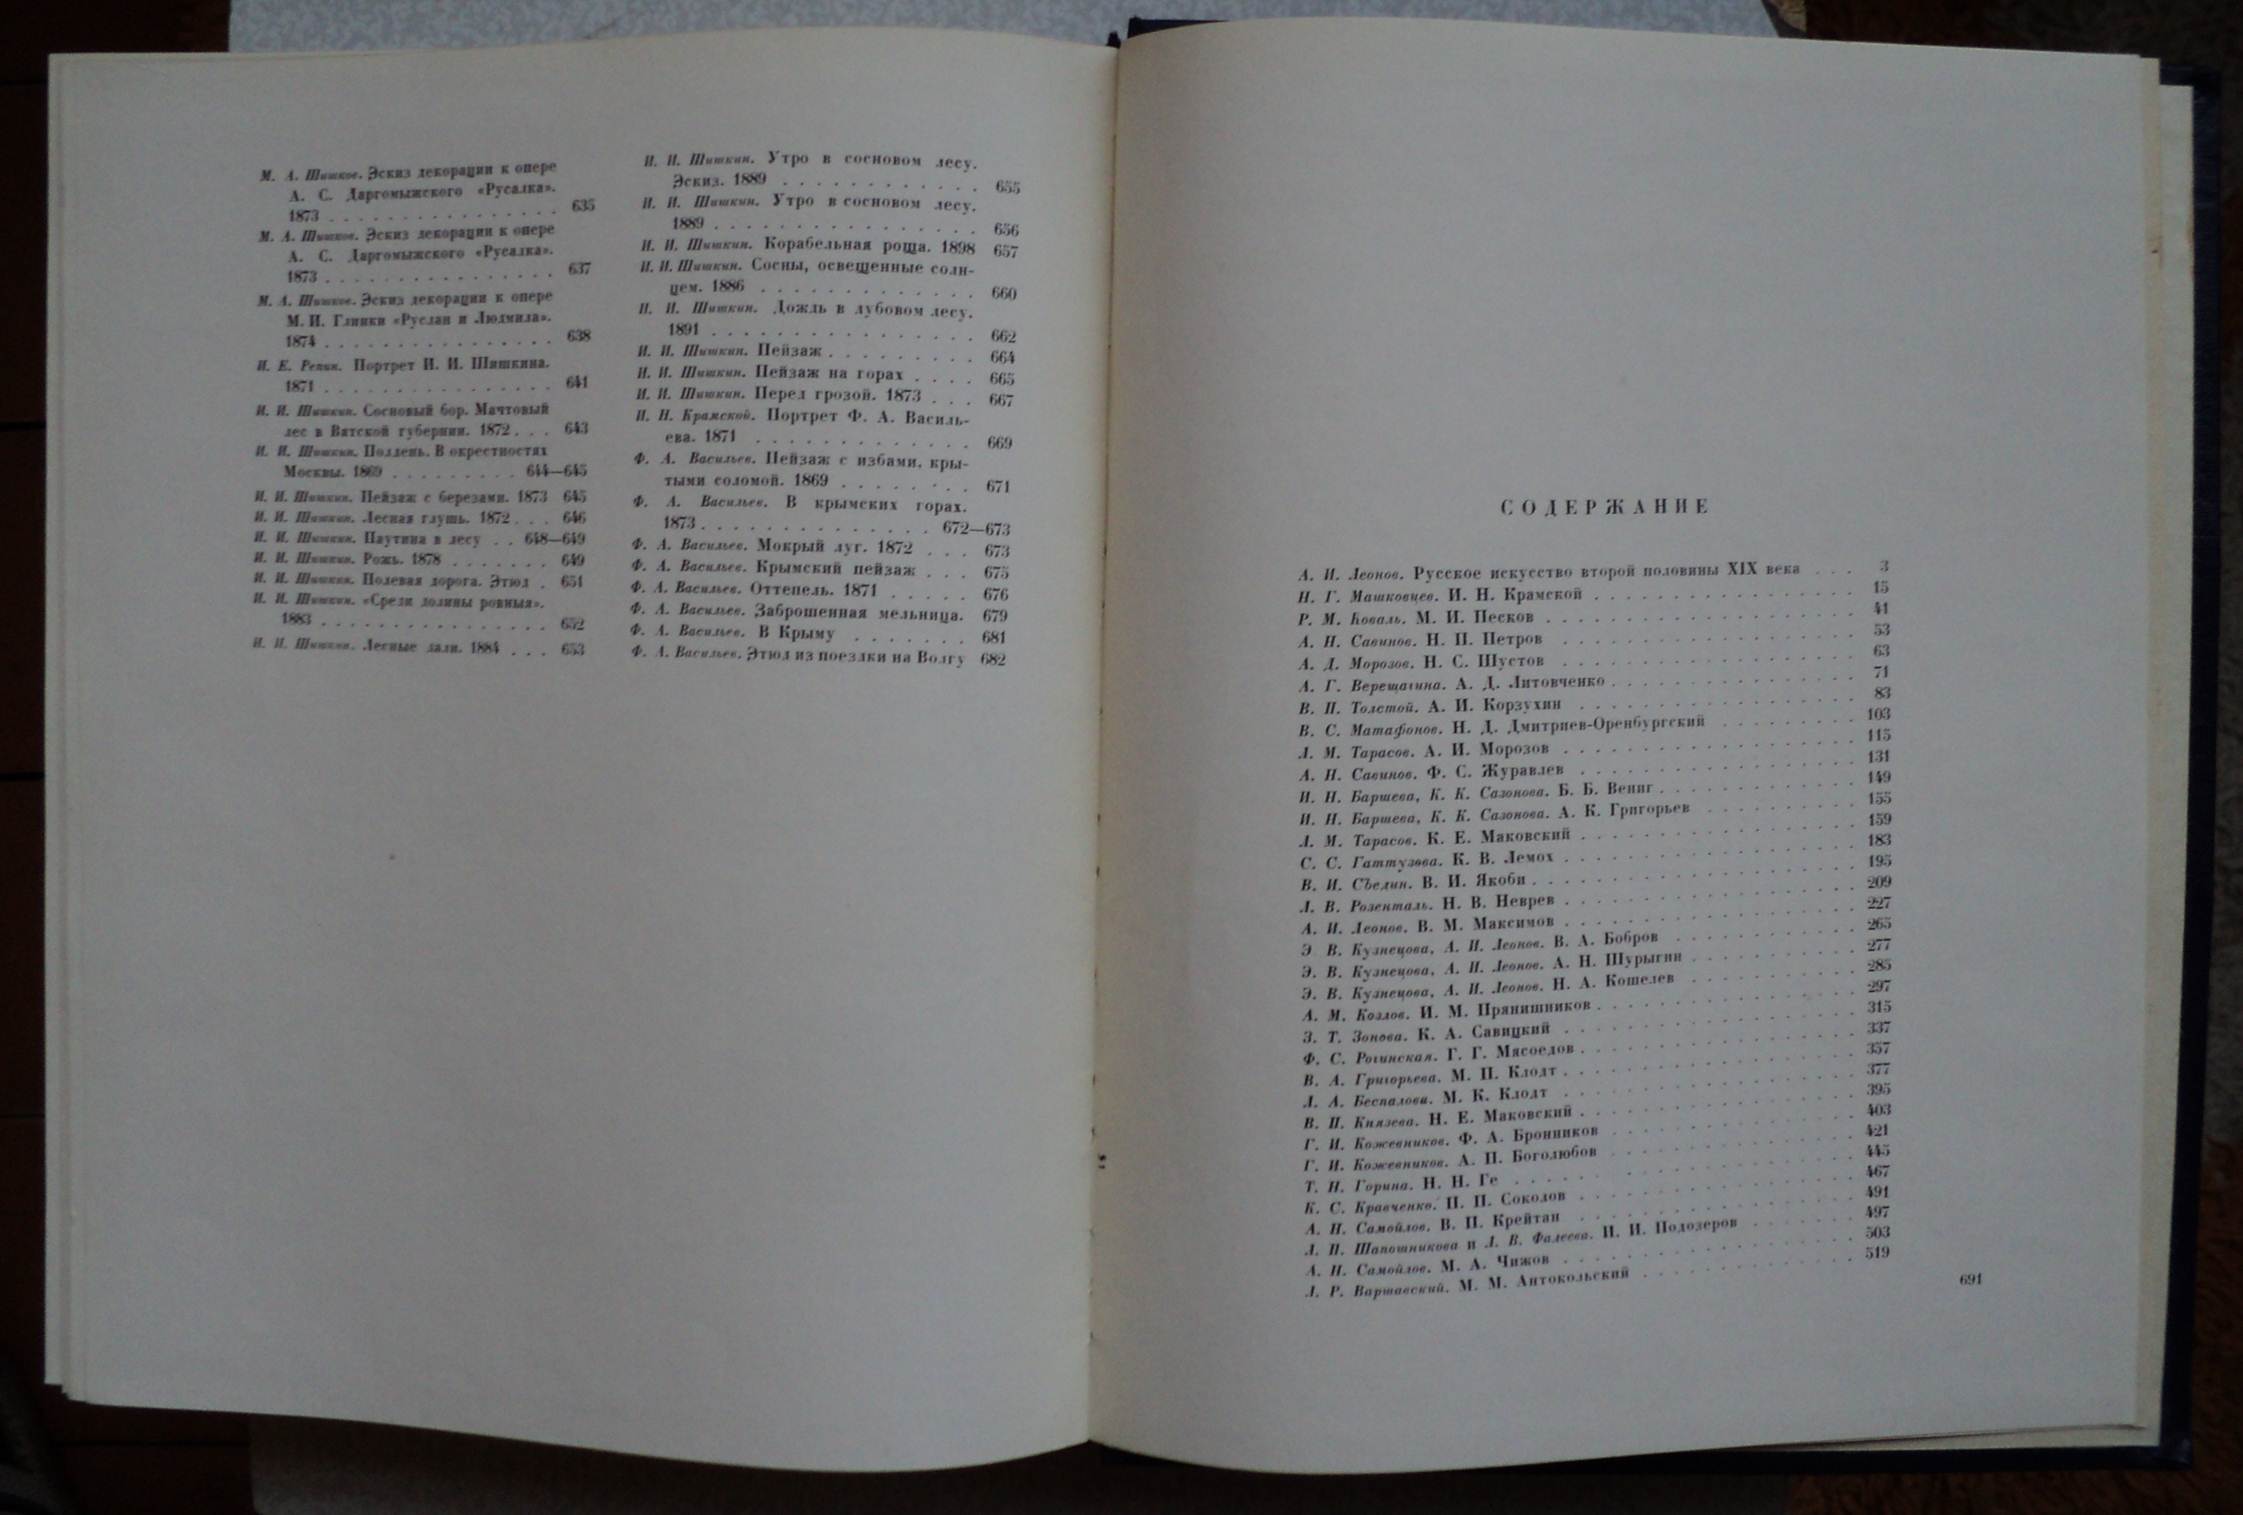 М. А. Шишков. Эскиз декорации к опере
А. С. Даргомыжского «Русалка».
1873 . . . . . . . . . . . . . . . . 635
М. А. Шишков. Эскиз декорации к опере
А. С. Даргомыжского «Русалка».
1873 . . . . . . . . . . . . . . . . 637
М. А. Шишков. Эскиз декорации к опере
М. И. Глинки «Руслан и Людмила».
1874 . . . . . . . . . . . . . . . . 638
И. Е. Репин. Портрет И. И. Шишкина.
1871 . . . . . . . . . . . . . . . . 641
И. И. Шишкин. Сосновый бор. Мачтовый
лес в Вятской губернии. 1872 . . . 643
И. И. Шишкин. Полдень. В окрестностях
Москвы. 1869 . . . . . . . . . 644—645
И. И. Шишкин. Пейзаж с березами. 1873 645
И. И. Шишкин. Лесная глушь. 1872 . . . 646
И. И. Шишкин. Паутина в лесу . . 648—649
И. И. Шишкин. Рожь. 1878 . . . . . . . 649
И. И. Шишкин. Полевая дорога. Этюд . 651
И. И. Шишкин. «Среди долины ровныя».
1883 . . . . . . . . . . . . . . . . 652
И. И. Шишкин. Лесные дали. 1884 . . . 653
И. И. Шишкин. Утро в сосновом лесу.
Эскиз. 1889 . . . . . . . . . . . . 655
И. И. Шишкин. Утро в сосновом лесу.
1889 . . . . . . . . . . . . . . . . 656
И. И. Шишкин. Корабельная роща. 1898 657
И. И. Шишкин. Сосны, освещенные солн-
цем. 1886 . . . . . . . . . . . . . 660
И. И. Шишкин. Дождь в дубовом лесу.
1891 . . . . . . . . . . . . . . . . 662
И. И. Шишкин. Пейзаж . . . . . . . . . 664
И. И. Шишкин. Пейзаж на горах . . . . 665
И. И. Шишкин. Перед грозой. 1873 . . . 667
И. Н. Крамской. Портрет Ф. А. Василь-
ева. 1871 . . . . . . . . . . . . . 669
Ф. А. Васильев. Пейзаж с избами, кры-
тыми соломой. 1869 . . . . . . . . 671
Ф. А. Васильев. В крымских горах.
1873 . . . . . . . . . . . . . . 672—673
Ф. А. Васильев. Мокрый луг. 1872 . . . 673
Ф. А. Васильев. Крымский пейзаж . . . 675
Ф. А. Васильев. Оттепель. 1871 . . . . . 676
Ф. А. Васильев. Заброшенная мельница. 679
Ф. А. Васильев. В Крыму . . . . . . . 681
Ф. А. Васильев. Этюд из поездки на Волгу 682
СОДЕРЖАНИЕ
А. И. Леонов. Русское искусство второй половины XIX века . . . 3
Н. Г. Машковцев. И. Н. Крамской . . . . . . . . . . . . . . . . . 15
Р. М. Коваль. М. И. Песков . . . . . . . . . . . . . . . . . . . . 41
А. Н. Савинов. Н. П. Петров . . . . . . . . . . . . . . . . . . . 53
А. Д. Морозов. Н. С. Шустов . . . . . . . . . . . . . . . . . . . 63
А. Г. Верещагина. А. Д. Литовченко . . . . . . . . . . . . . . . . 71
В. П. Толстой. А. И. Корзухин . . . . . . . . . . . . . . . . . . 83
В. С. Матафонов. Н. Д. Дмитриев-Оренбургский . . . . . . . . . 103
Л. М. Тарасов. А. И. Морозов . . . . . . . . . . . . . . . . . . . 115
А. Н. Савинов. Ф. С. Журавлев . . . . . . . . . . . . . . . . . . 131
И. Н. Баршева, К. К. Сазонова. Б. Б. Вениг . . . . . . . . . . . . 149
И. Н. Баршева, К. К. Сазонова. А. К. Григорьев . . . . . . . . . . 155
Л. М. Тарасов. К. Е. Маковский . . . . . . . . . . . . . . . . . . 159
С. С. Гаттузова. К. В. Лемох . . . . . . . . . . . . . . . . . . . 183
В. И. Съедин. В. И. Якоби . . . . . . . . . . . . . . . . . . . . 195
Л. В. Розенталь. Н. В. Неврев . . . . . . . . . . . . . . . . . . 209
А. И. Леонов. В. М. Максимов . . . . . . . . . . . . . . . . . . . 227
Э. В. Кузнецова, А. И. Леонов. В. А. Бобров . . . . . . . . . . . . 265
Э. В. Кузнецова, А. И. Леонов. А. Н. Шурыгин . . . . . . . . . . . 277
Э. В. Кузнецова, А. И. Леонов. Н. А. Кошелев . . . . . . . . . . . 285
А. М. Козлов. И. М. Прянишников . . . . . . . . . . . . . . . . . 297
З. Т. Зонова. К. А. Савицкий . . . . . . . . . . . . . . . . . . . 315
Ф. С. Рогинская. Г. Г. Мясоедов . . . . . . . . . . . . . . . . . . 337
В. А. Григорьева. М. П. Клодт . . . . . . . . . . . . . . . . . . . 357
Л. А. Беспалова. М. К. Клодт . . . . . . . . . . . . . . . . . . . 377
В. П. Князева. Н. Е. Маковский . . . . . . . . . . . . . . . . . . 395
Г. И. Кожевников. Ф. А. Бронников . . . . . . . . . . . . . . . . 403
Г. И. Кожевников. А. П. Боголюбов . . . . . . . . . . . . . . . . 421
Т. Н. Горина. Н. Н. Ге . . . . . . . . . . . . . . . . . . . . . . 445
К. С. Кравченко. П. П. Соколов . . . . . . . . . . . . . . . . . . 467
А. Н. Самойлов. В. П. Крейтан . . . . . . . . . . . . . . . . . . 491
Л. П. Шапошникова и Л. В. Фалеева. И. И. Подозеров . . . . . . . 497
А. Н. Самойлов. М. А. Чижов . . . . . . . . . . . . . . . . . . . 503
Л. Р. Варшавский. М. М. Антокольский . . . . . . . . . . . . . . 519
691